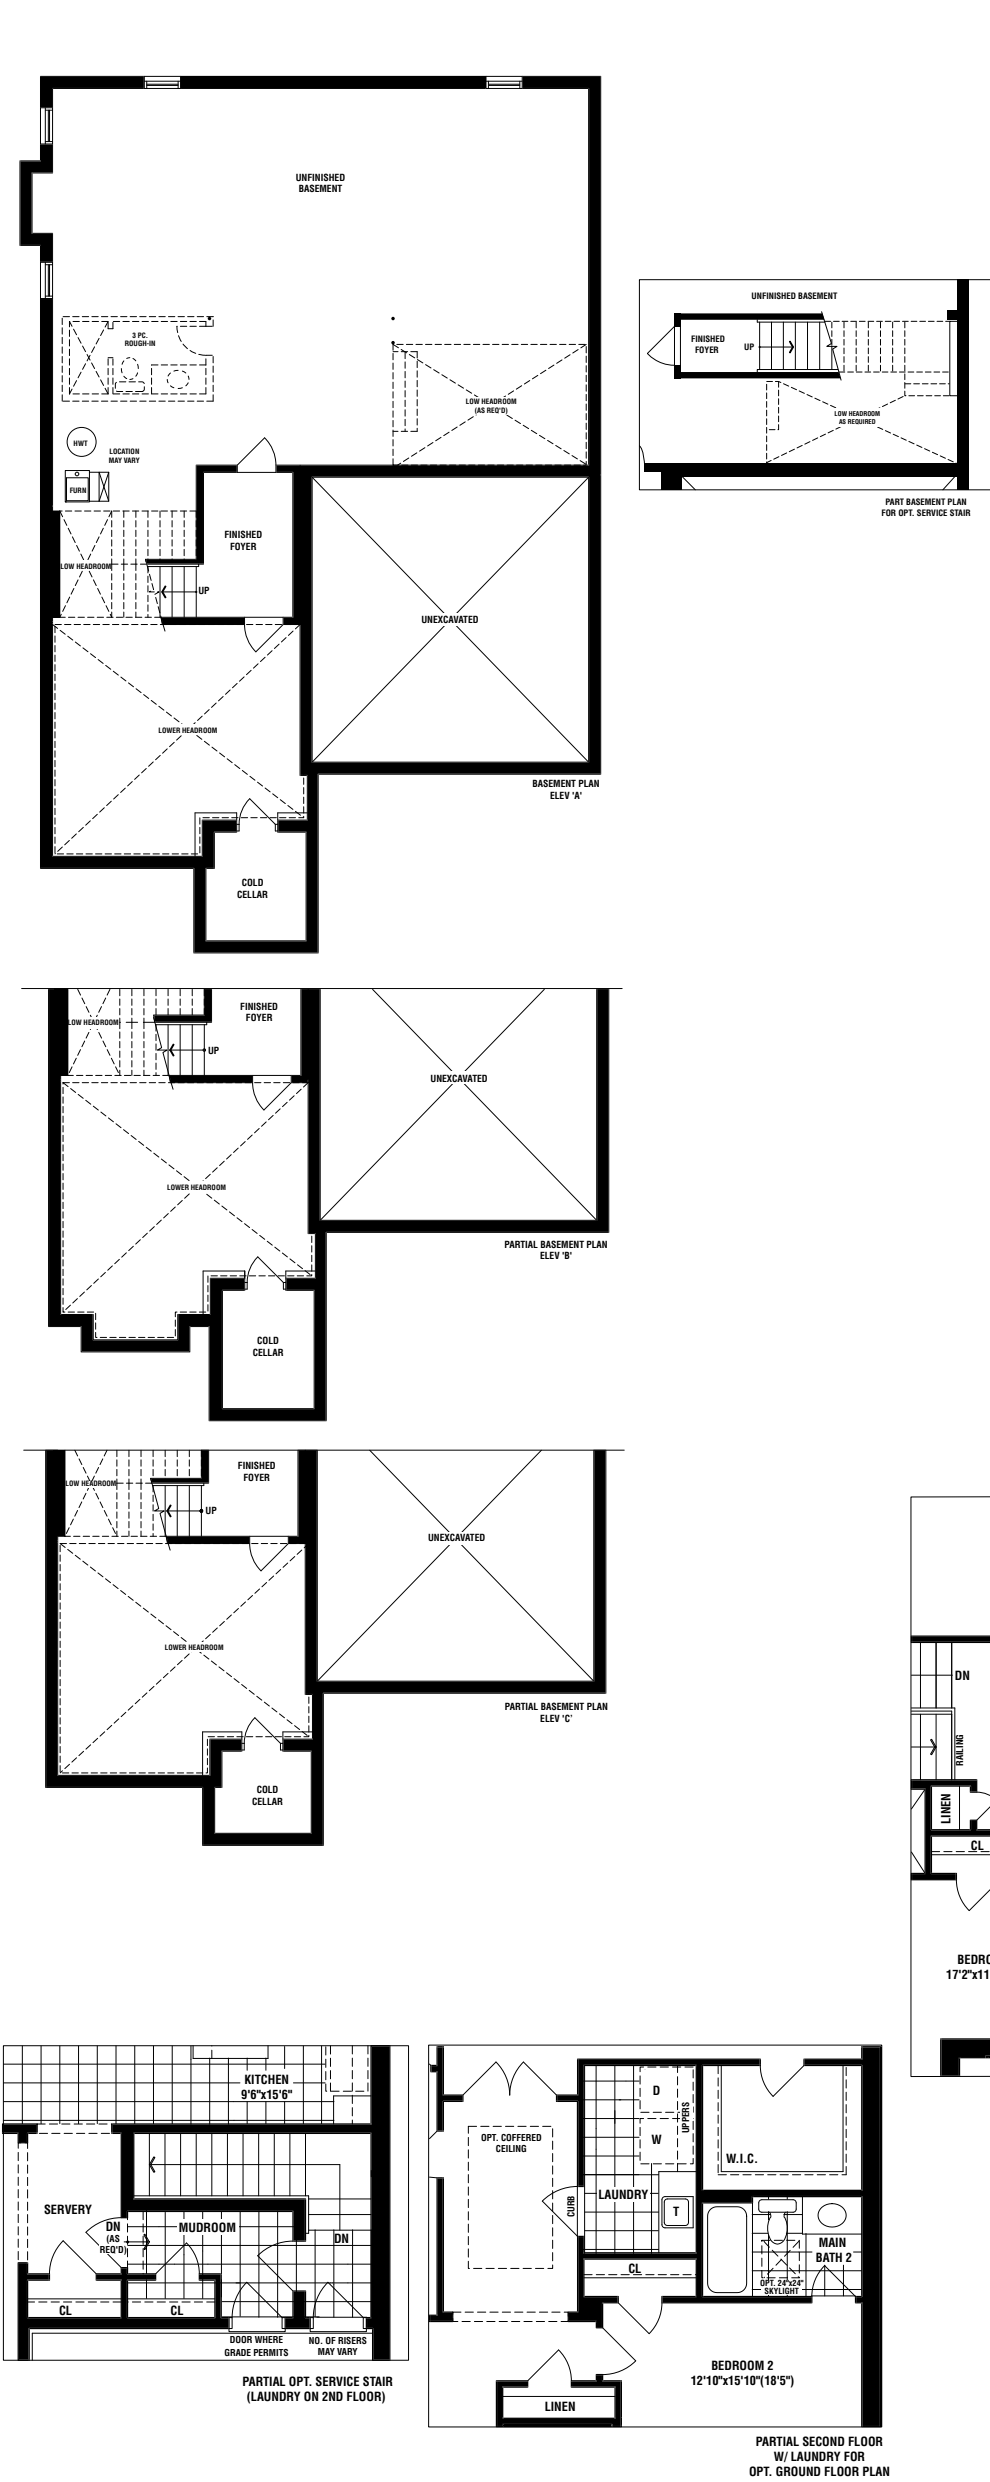 UNFINISHED
BASEMENT
3 PC.
ROUGH-IN
LOW HEADROOM
(AS REQ'D)
HWT
LOCATION
MAY VARY
FURN
FINISHED
FOYER
LOW HEADROOM
UP
UNEXCAVATED
LOWER HEADROOM
BASEMENT PLAN
ELEV 'A'
COLD
CELLAR
UNFINISHED BASEMENT
FINISHED
FOYER
UP
LOW HEADROOM
AS REQUIRED
PART BASEMENT PLAN
FOR OPT. SERVICE STAIR
FINISHED
FOYER
LOW HEADROOM
UP
UNEXCAVATED
LOWER HEADROOM
PARTIAL BASEMENT PLAN
ELEV 'B'
COLD
CELLAR
FINISHED
FOYER
LOW HEADROOM
UP
UNEXCAVATED
LOWER HEADROOM
PARTIAL BASEMENT PLAN
ELEV 'C'
COLD
CELLAR
DN
RAILING
LINEN
CL
BEDRO
17'2"x11
KITCHEN
9'6"x15'6"
SERVERY
DN
(AS
REQ'D)
MUDROOM
DN
CL
CL
DOOR WHERE
GRADE PERMITS
NO. OF RISERS
MAY VARY
PARTIAL OPT. SERVICE STAIR
(LAUNDRY ON 2ND FLOOR)
OPT. COFFERED
CEILING
D
W
UPPERS
W.I.C.
LAUNDRY
CURB
T
CL
MAIN
BATH 2
OPT. 24"x24"
SKYLIGHT
BEDROOM 2
12'10"x15'10"(18'5")
LINEN
PARTIAL SECOND FLOOR
W/ LAUNDRY FOR
OPT. GROUND FLOOR PLAN